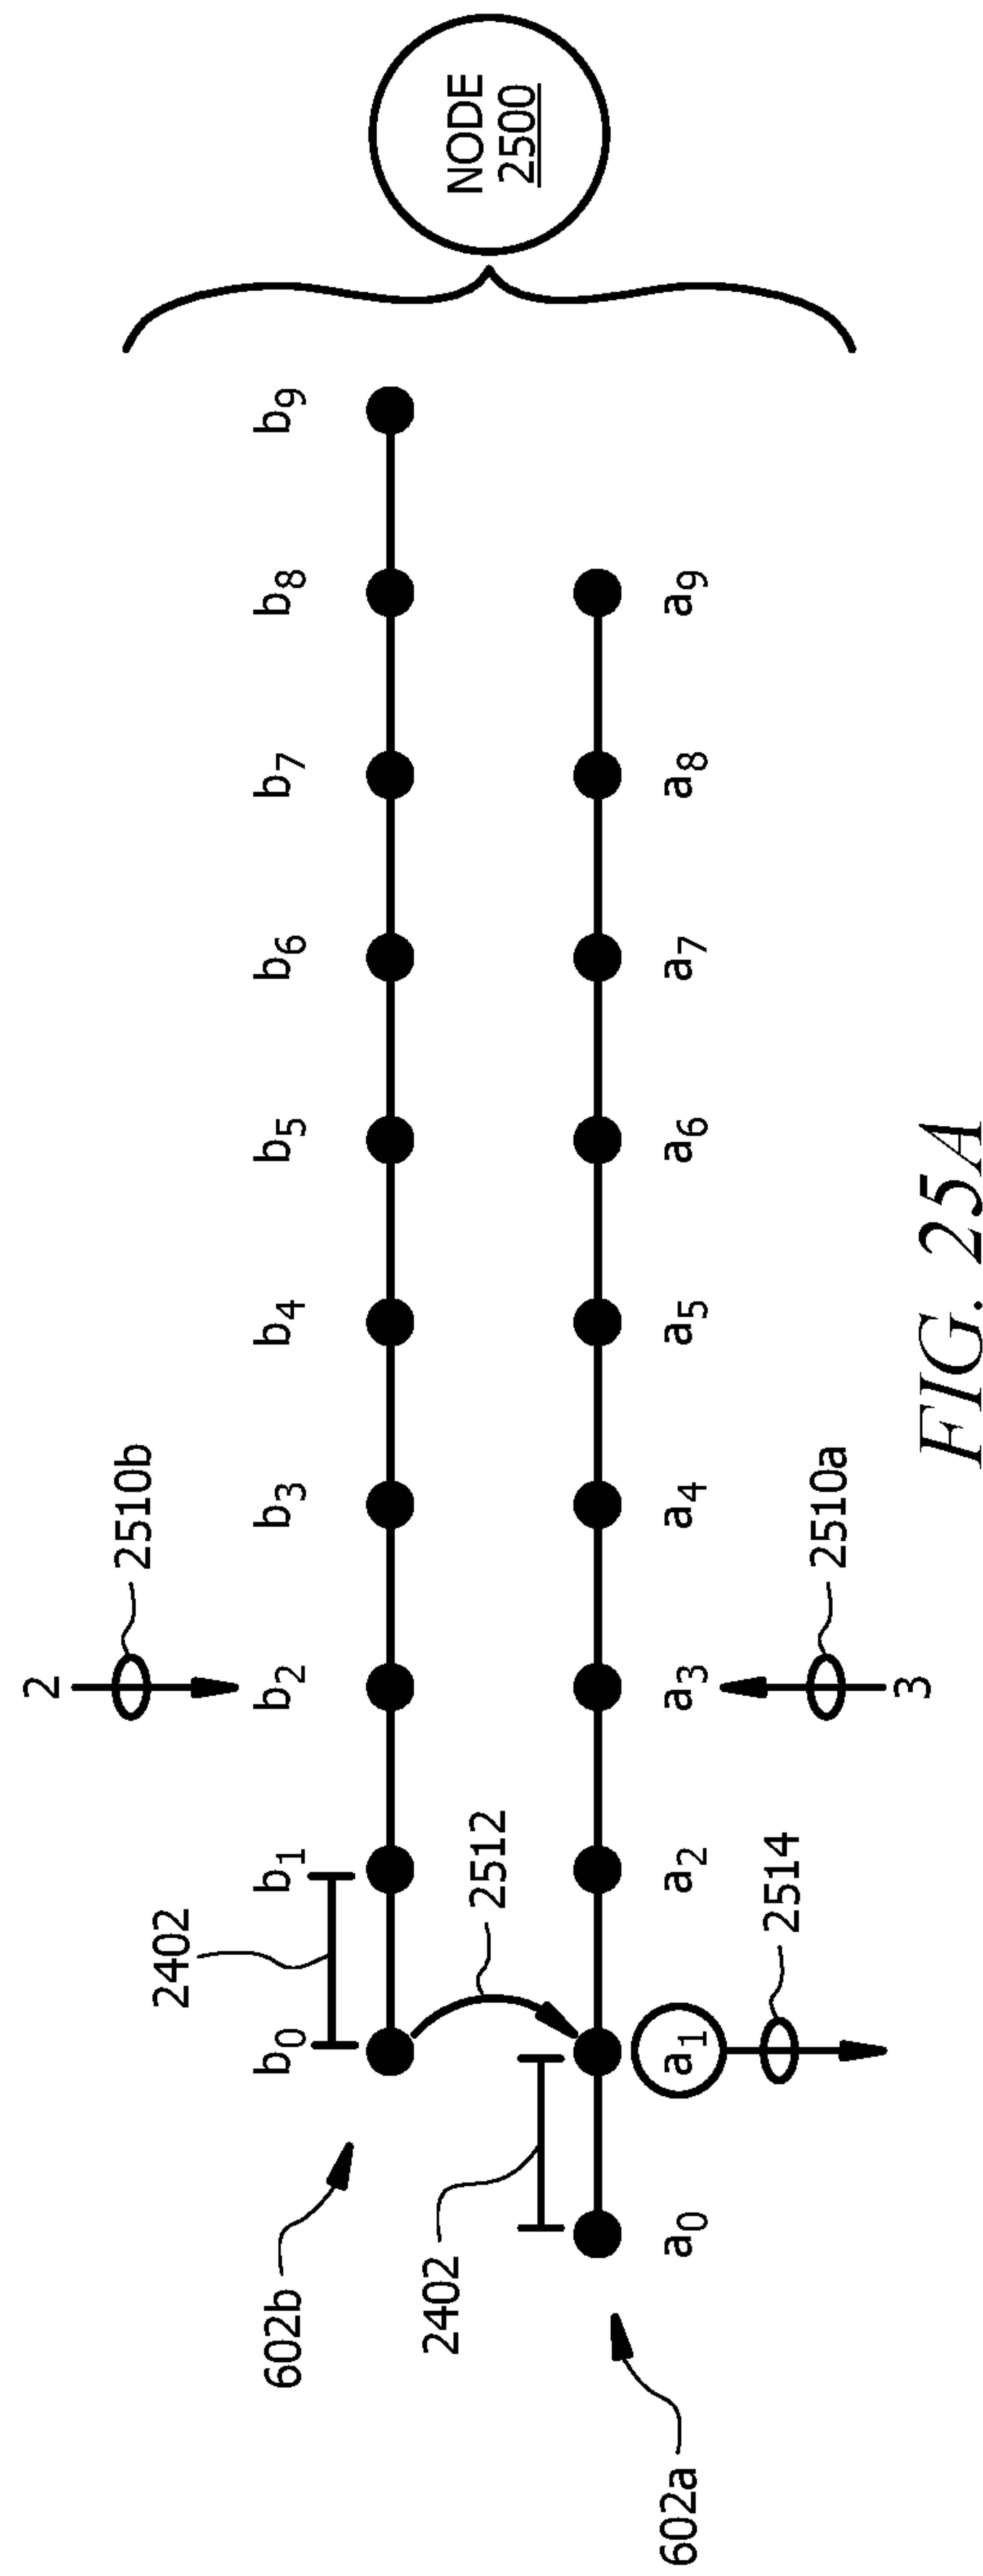 2
2510b
2402
b₀ b₁ b₂ b₃ b₄ b₅ b₆ b₇ b₈ b₉
602b
2512
NODE
2500
2402
602a
a₀ a₁ a₂ a₃ a₄ a₅ a₆ a₇ a₈ a₉
2514
2510a
3
FIG. 25A